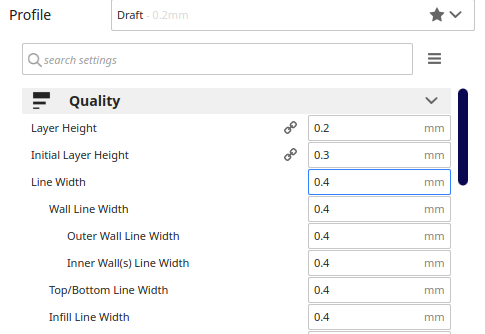 Profile Draft - 0.2mm
search settings
Quality
Layer Height 0.2 mm
Initial Layer Height 0.3 mm
Line Width 0.4 mm
Wall Line Width 0.4 mm
Outer Wall Line Width 0.4 mm
Inner Wall(s) Line Width 0.4 mm
Top/Bottom Line Width 0.4 mm
Infill Line Width 0.4 mm